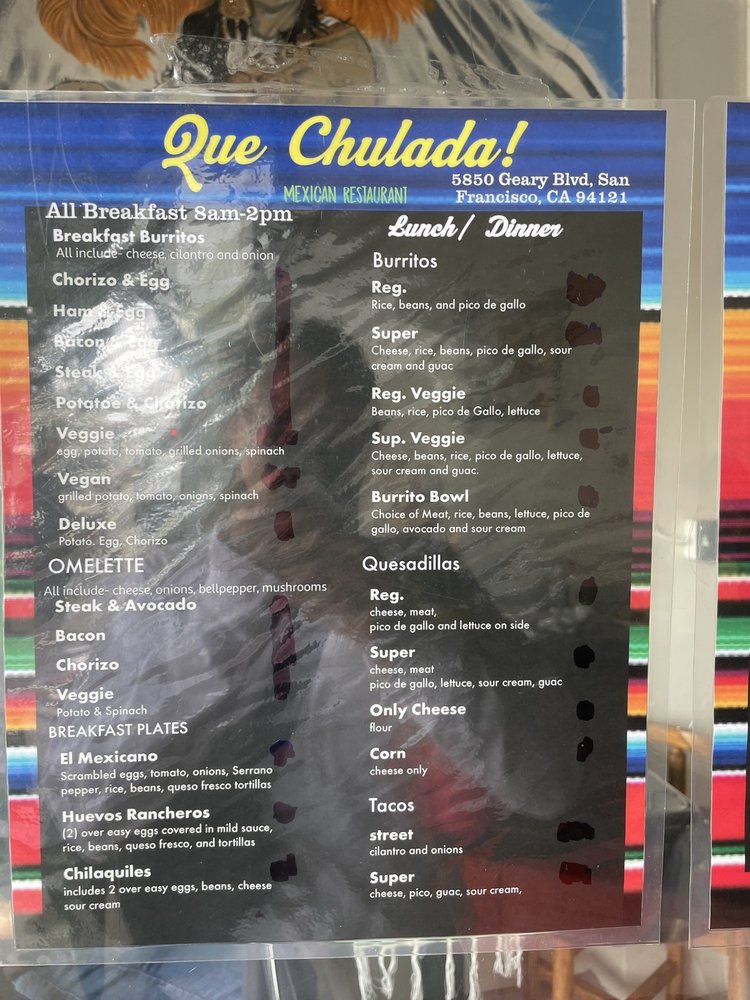 Que Chulada!
MEXICAN RESTAURANT
5850 Geary Blvd, San
Francisco, CA 94121
All Breakfast 8am-2pm
Breakfast Burritos
All include- cheese, cilantro and onion
Chorizo & Egg
Ham & Egg
Bacon & Egg
Steak & Egg
Potatoe & Chorizo
Veggie
egg, potato, tomato, grilled onions, spinach
Vegan
grilled potato, tomato, onions, spinach
Deluxe
Potato. Egg, Chorizo
OMELETTE
All include- cheese, onions, bellpepper, mushrooms
Steak & Avocado
Bacon
Chorizo
Veggie
Potato & Spinach
BREAKFAST PLATES
El Mexicano
Scrambled eggs, tomato, onions, Serrano
pepper, rice, beans, queso fresco tortillas
Huevos Rancheros
(2) over easy eggs covered in mild sauce,
rice, beans, queso fresco, and tortillas
Chilaquiles
includes 2 over easy eggs, beans, cheese
sour cream
Lunch/ Dinner
Burritos
Reg.
Rice, beans, and pico de gallo
Super
Cheese, rice, beans, pico de gallo, sour
cream and guac
Reg. Veggie
Beans, rice, pico de Gallo, lettuce
Sup. Veggie
Cheese, beans, rice, pico de gallo, lettuce,
sour cream and guac.
Burrito Bowl
Choice of Meat, rice, beans, lettuce, pico de
gallo, avocado and sour cream
Quesadillas
Reg.
cheese, meat,
pico de gallo and lettuce on side
Super
cheese, meat
pico de gallo, lettuce, sour cream, guac
Only Cheese
flour
Corn
cheese only
Tacos
street
cilantro and onions
Super
cheese, pico, guac, sour cream,